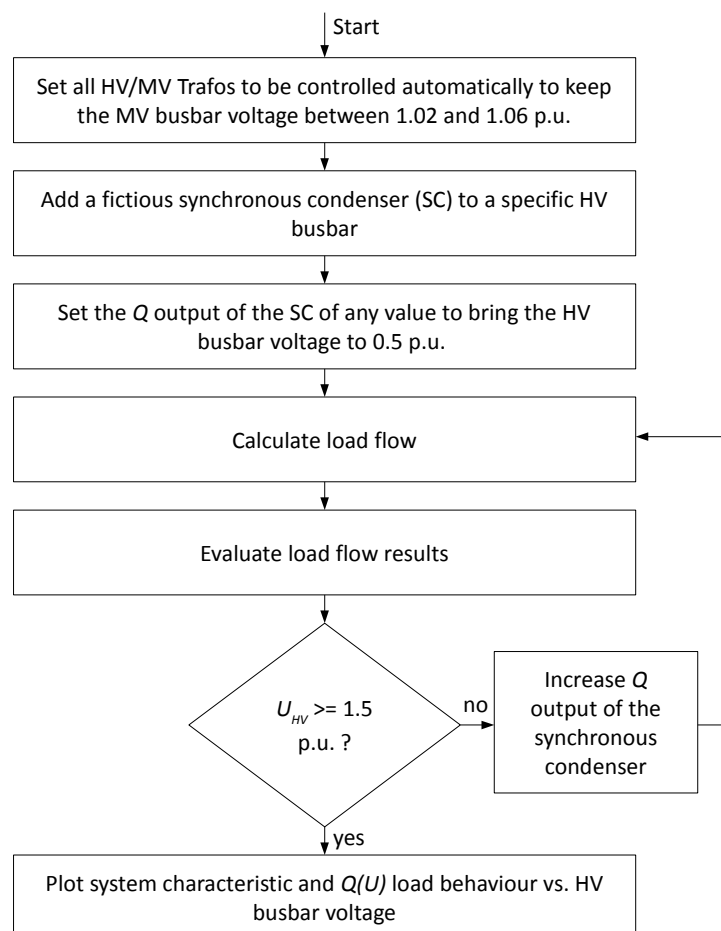 Start
Set all HV/MV Trafos to be controlled automatically to keep
the MV busbar voltage between 1.02 and 1.06 p.u.
Add a fictious synchronous condenser (SC) to a specific HV
busbar
Set the Q output of the SC of any value to bring the HV
busbar voltage to 0.5 p.u.
Calculate load flow
Evaluate load flow results
U_HV >= 1.5
p.u. ?
no
Increase Q
output of the
synchronous
condenser
yes
Plot system characteristic and Q(U) load behaviour vs. HV
busbar voltage